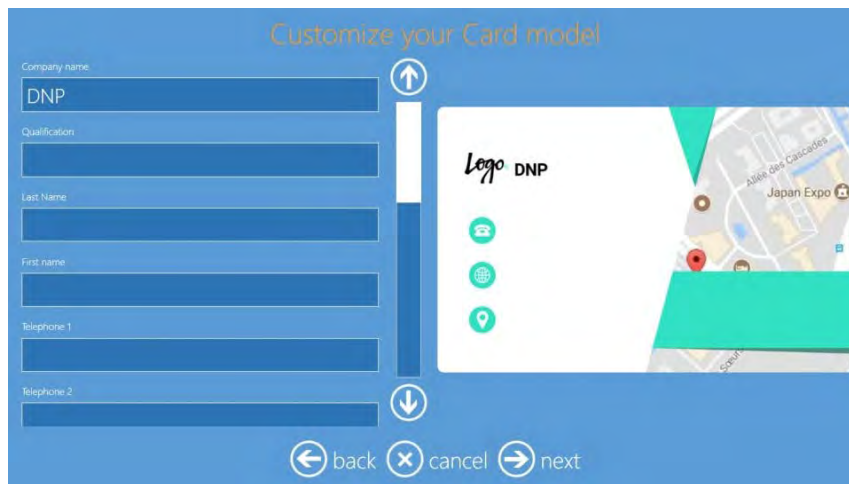 Customize your Card model
Company name
DNP
Qualification
Last Name
First name
Telephone 1
Telephone 2
Logo DNP
Allée des Cascades
Japan Expo
back
cancel
next